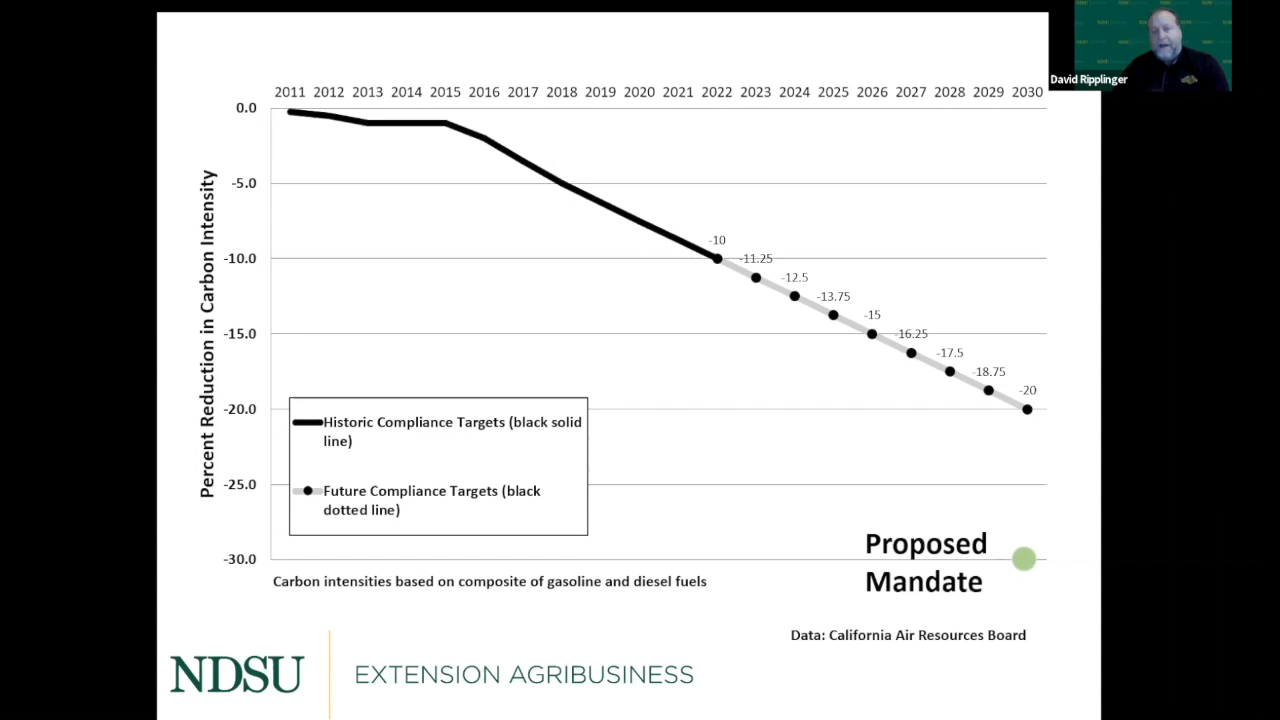 David Ripplinger
2011 2012 2013 2014 2015 2016 2017 2018 2019 2020 2021 2022 2023 2024 2025 2026 2027 2028 2029 2030
0.0
-5.0
-10.0
-15.0
-20.0
-25.0
-30.0
Percent Reduction in Carbon Intensity
-10
-11.25
-12.5
-13.75
-15
-16.25
-17.5
-18.75
-20
Historic Compliance Targets (black solid
line)
Future Compliance Targets (black
dotted line)
Proposed
Mandate
Carbon intensities based on composite of gasoline and diesel fuels
Data: California Air Resources Board
NDSU
EXTENSION AGRIBUSINESS